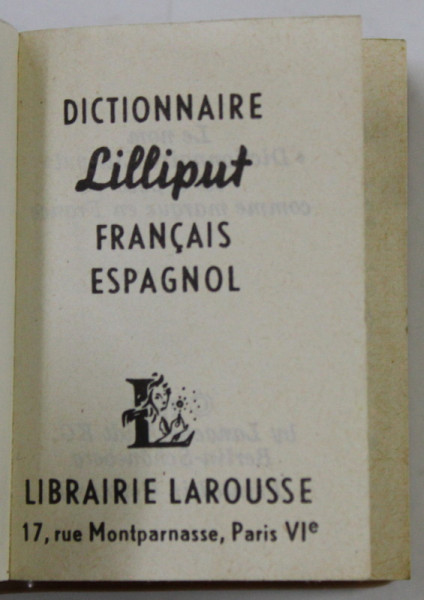 DICTIONNAIRE
Lilliput
FRANÇAIS
ESPAGNOL
L
LIBRAIRIE LAROUSSE
17, rue Montparnasse, Paris VIe